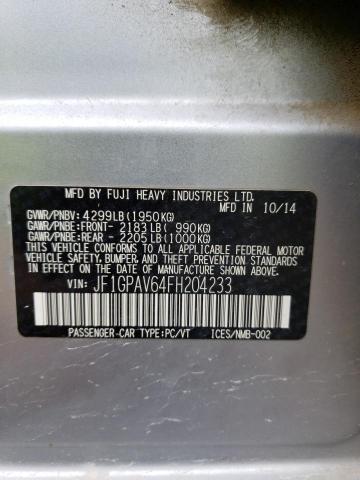 MFD BY FUJI HEAVY INDUSTRIES LTD.
10/14
GVWR/PNBV: 4299LB(1950KG)
GAWR/PNBE:FRONT- 2183LB( 990KG)
GAWR/PNBE:REAR - 2205LB(1000KG)
THIS VEHICLE CONFORMS TO ALL APPLICABLE FEDERAL MOTOR
VEHICLE SAFETY, BUMPER, AND THEFT PREVENTION STANDARDS
IN EFFECT ON THE DATE OF MANUFACTURE SHOWN ABOVE.
VIN: JF1GPAV64FH204233
PASSENGER-CAR TYPE:PC/VT ICES/NMB-002